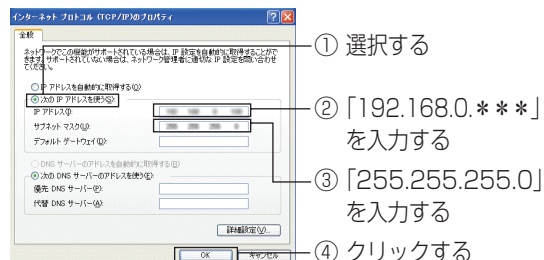 インターネット プロトコル (TCP/IP)のプロパティ
全般
ネットワークでこの機能がサポートされている場合は、IP 設定を自動的に取得することがで
きます。サポートされていない場合は、ネットワーク管理者に適切な IP 設定を問い合わせ
てください。
IP アドレスを自動的に取得する(O)
次の IP アドレスを使う(S):
IP アドレス(I):
192 168 0
サブネット マスク(U):
255 255 255 0
デフォルト ゲートウェイ(D):
DNS サーバーのアドレスを自動的に取得する(B)
次の DNS サーバーのアドレスを使う(E):
優先 DNS サーバー(P):
代替 DNS サーバー(A):
詳細設定(V)...
OK
キャンセル
① 選択する
② 「192.168.0.＊＊＊」
を入力する
③ 「255.255.255.0」
を入力する
④ クリックする